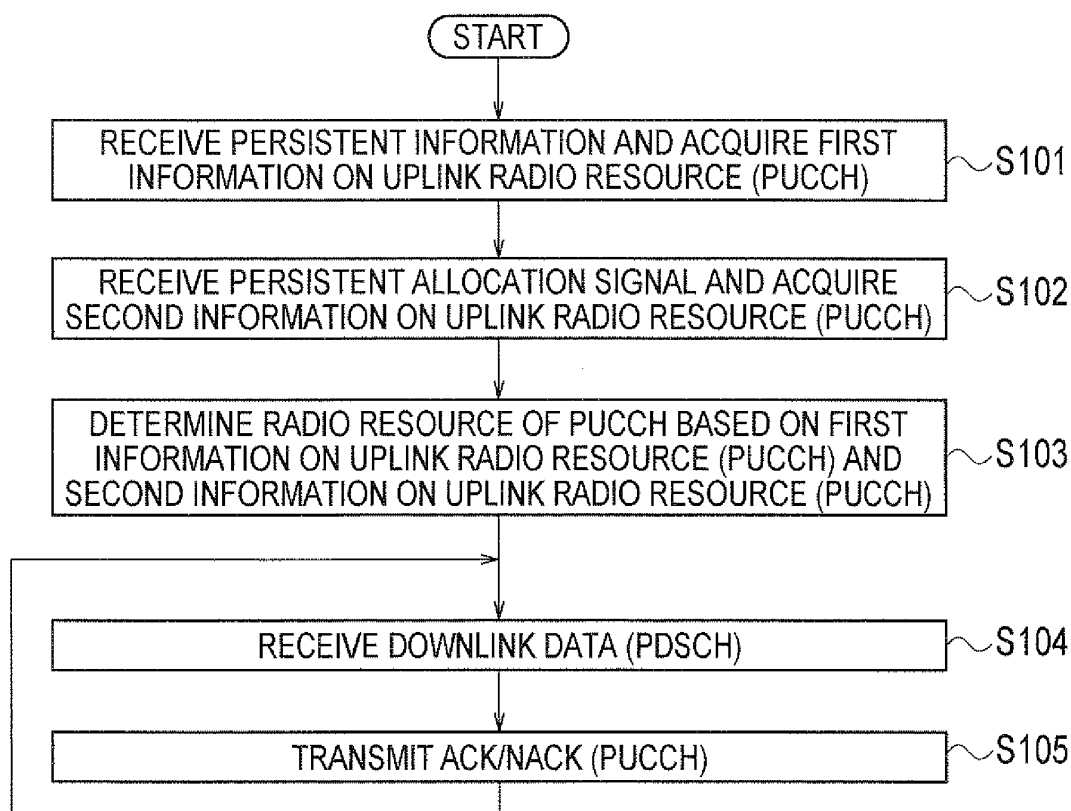 START
RECEIVE PERSISTENT INFORMATION AND ACQUIRE FIRST
INFORMATION ON UPLINK RADIO RESOURCE (PUCCH)
S101
RECEIVE PERSISTENT ALLOCATION SIGNAL AND ACQUIRE
SECOND INFORMATION ON UPLINK RADIO RESOURCE (PUCCH)
S102
DETERMINE RADIO RESOURCE OF PUCCH BASED ON FIRST
INFORMATION ON UPLINK RADIO RESOURCE (PUCCH) AND
SECOND INFORMATION ON UPLINK RADIO RESOURCE (PUCCH)
S103
RECEIVE DOWNLINK DATA (PDSCH)
S104
TRANSMIT ACK/NACK (PUCCH)
S105